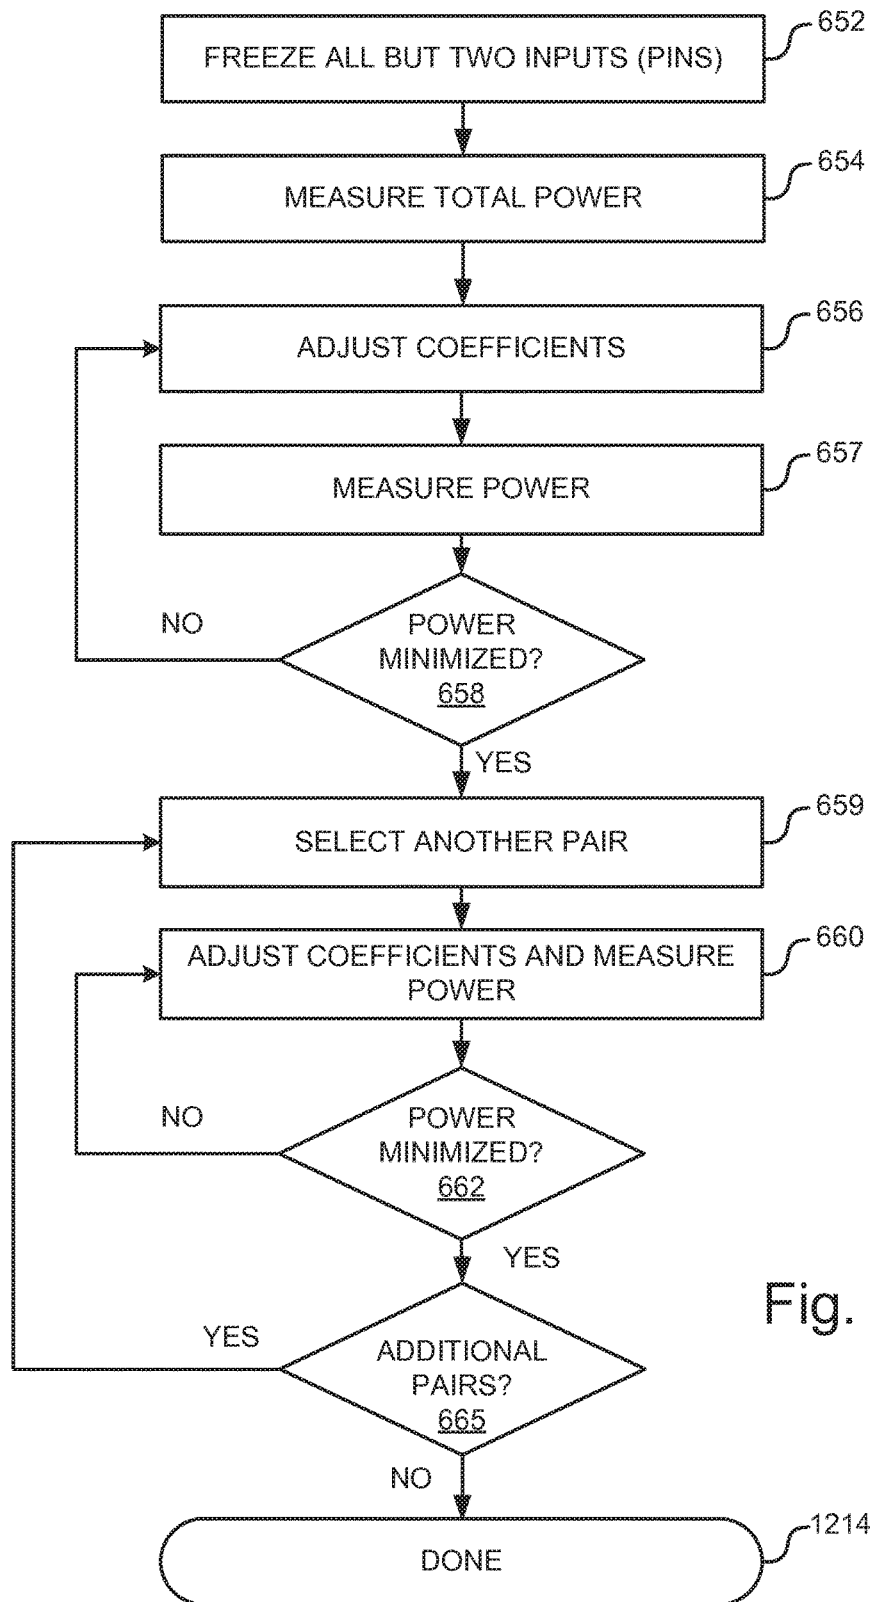 652
FREEZE ALL BUT TWO INPUTS (PINS)
654
MEASURE TOTAL POWER
656
ADJUST COEFFICIENTS
657
MEASURE POWER
NO
POWER
MINIMIZED?
658
YES
659
SELECT ANOTHER PAIR
660
ADJUST COEFFICIENTS AND MEASURE
POWER
NO
POWER
MINIMIZED?
662
YES
Fig.
YES
ADDITIONAL
PAIRS?
665
NO
1214
DONE